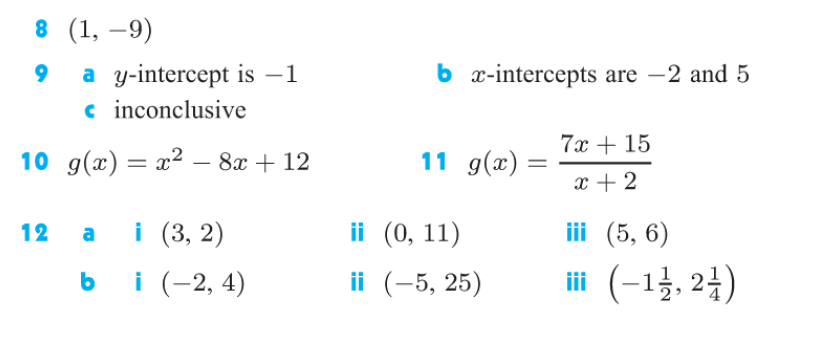 8 (1, −9)
9 a y-intercept is −1 b x-intercepts are −2 and 5
c inconclusive
10 g(x) = x² − 8x + 12 11 g(x) = (7x + 15)/(x + 2)
12 a i (3, 2) ii (0, 11) iii (5, 6)
b i (−2, 4) ii (−5, 25) iii (−1½, 2¼)